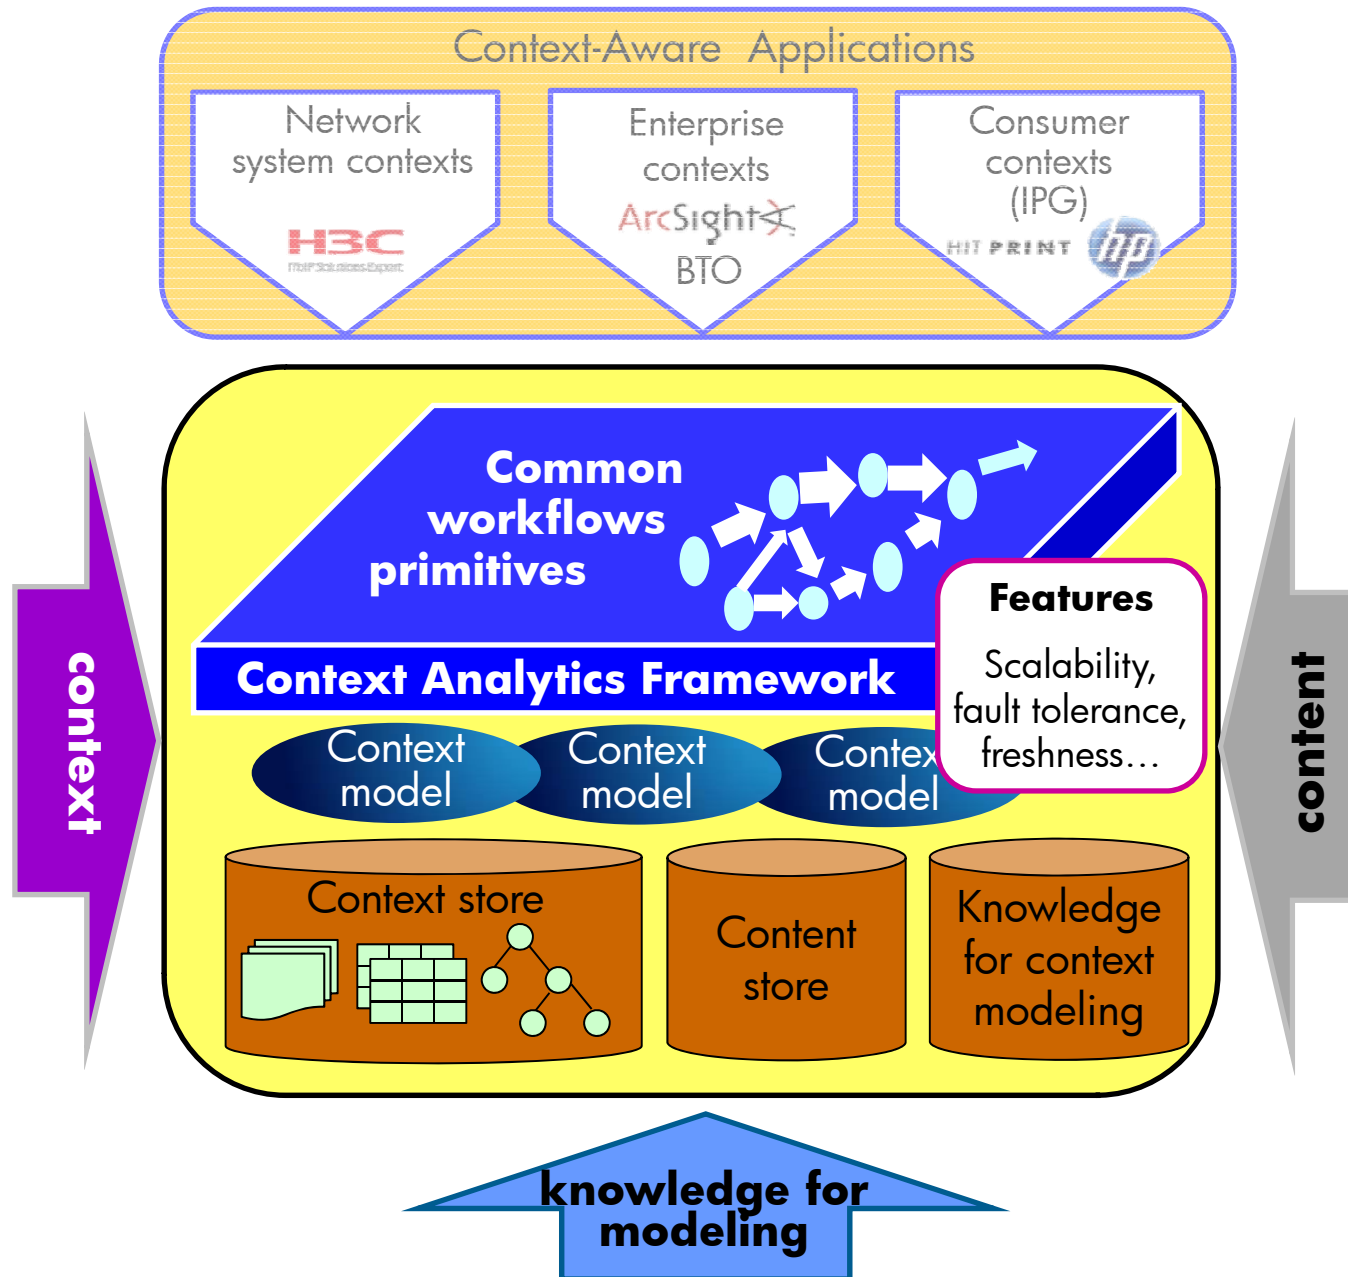 Context-Aware Applications
Network
system contexts
H3C
Enterprise
contexts
ArcSight
BTO
Consumer
contexts
(IPG)
HIT PRINT
hp
Common
workflows
primitives
Context Analytics Framework
Features
Scalability,
fault tolerance,
freshness...
context
content
Context
model
Context
model
model
Context store
Content
store
Knowledge
for context
modeling
knowledge for
modeling